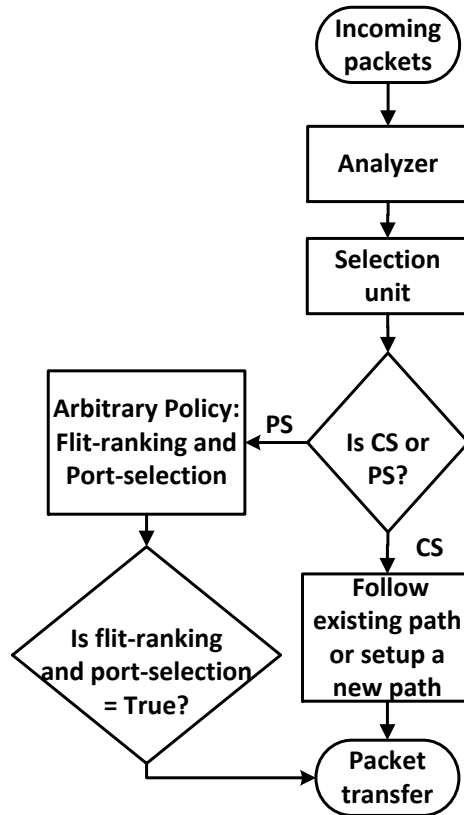 Incoming
packets
Analyzer
Selection
unit
Arbitrary Policy:
Flit-ranking and
Port-selection
PS
Is CS or
PS?
CS
Is flit-ranking
and port-selection
= True?
Follow
existing path
or setup a
new path
Packet
transfer